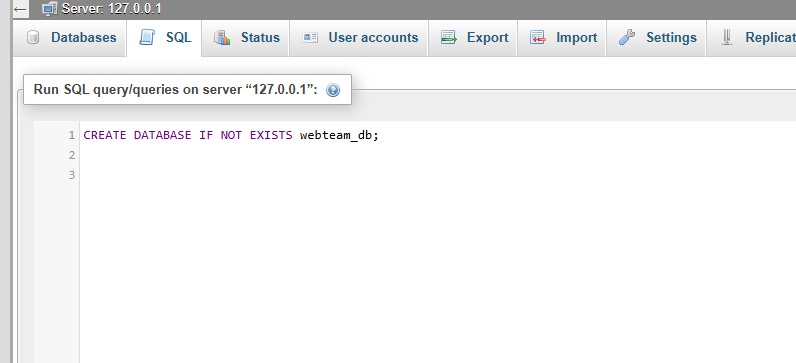 Server: 127.0.0.1
Databases SQL Status User accounts Export Import Settings Replicat
Run SQL query/queries on server “127.0.0.1”:
1 CREATE DATABASE IF NOT EXISTS webteam_db;
2
3